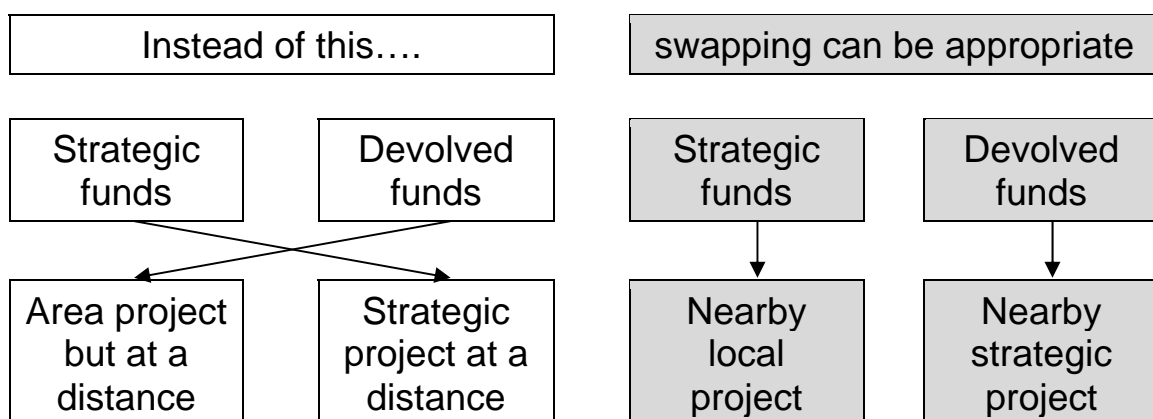 Instead of this….
swapping can be appropriate
Strategic
funds
Devolved
funds
Strategic
funds
Devolved
funds
Area project
but at a
distance
Strategic
project at a
distance
Nearby
local
project
Nearby
strategic
project